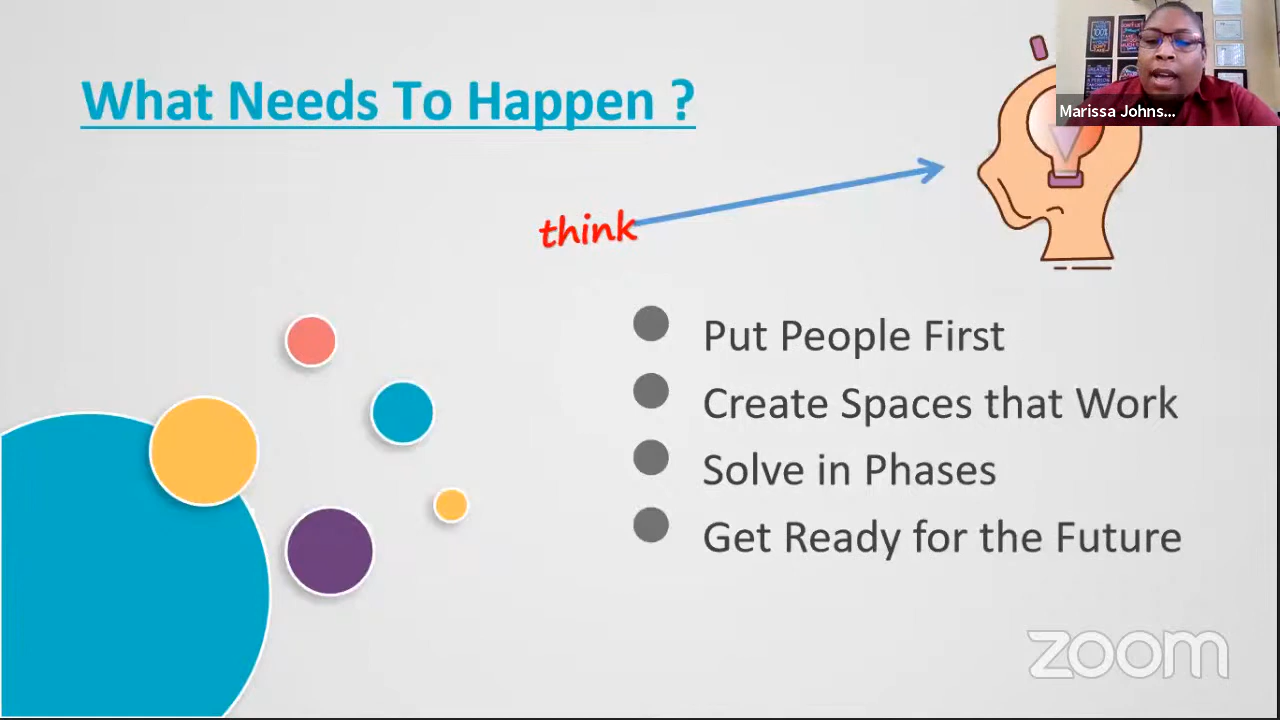 What Needs To Happen ?
Marissa Johns...
think
Put People First
Create Spaces that Work
Solve in Phases
Get Ready for the Future
zoom